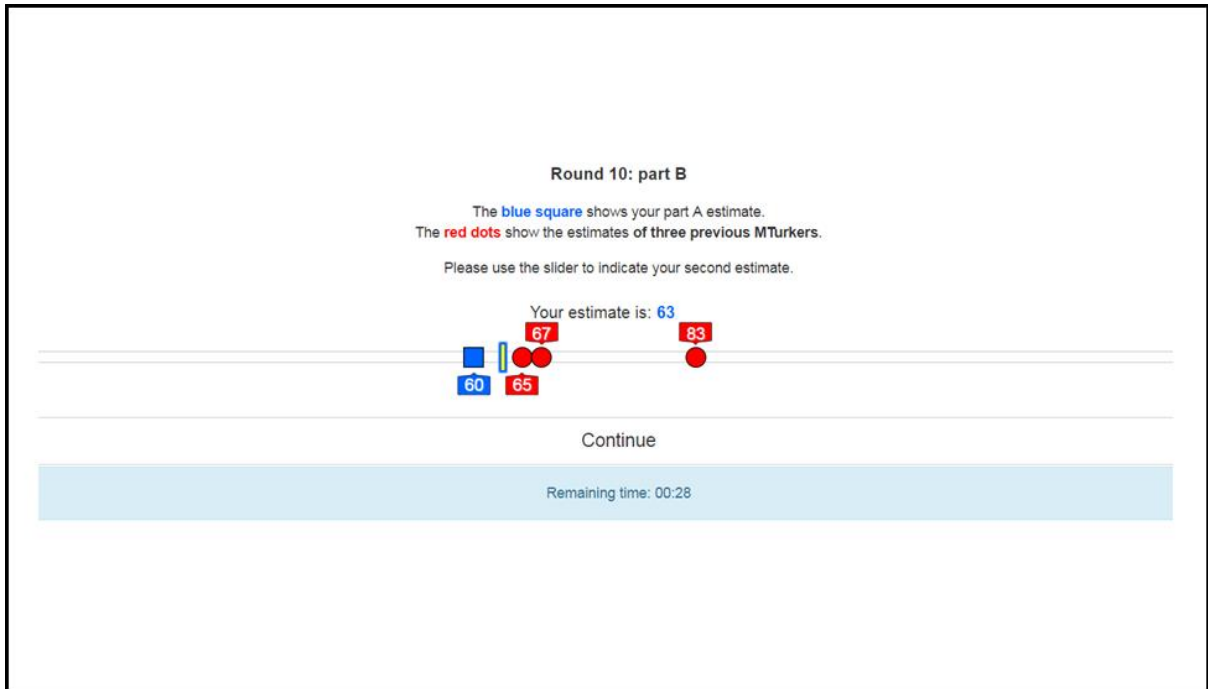 Round 10: part B
The blue square shows your part A estimate.
The red dots show the estimates of three previous MTurkers.
Please use the slider to indicate your second estimate.
Your estimate is: 63
67
83
60
65
Continue
Remaining time: 00:28